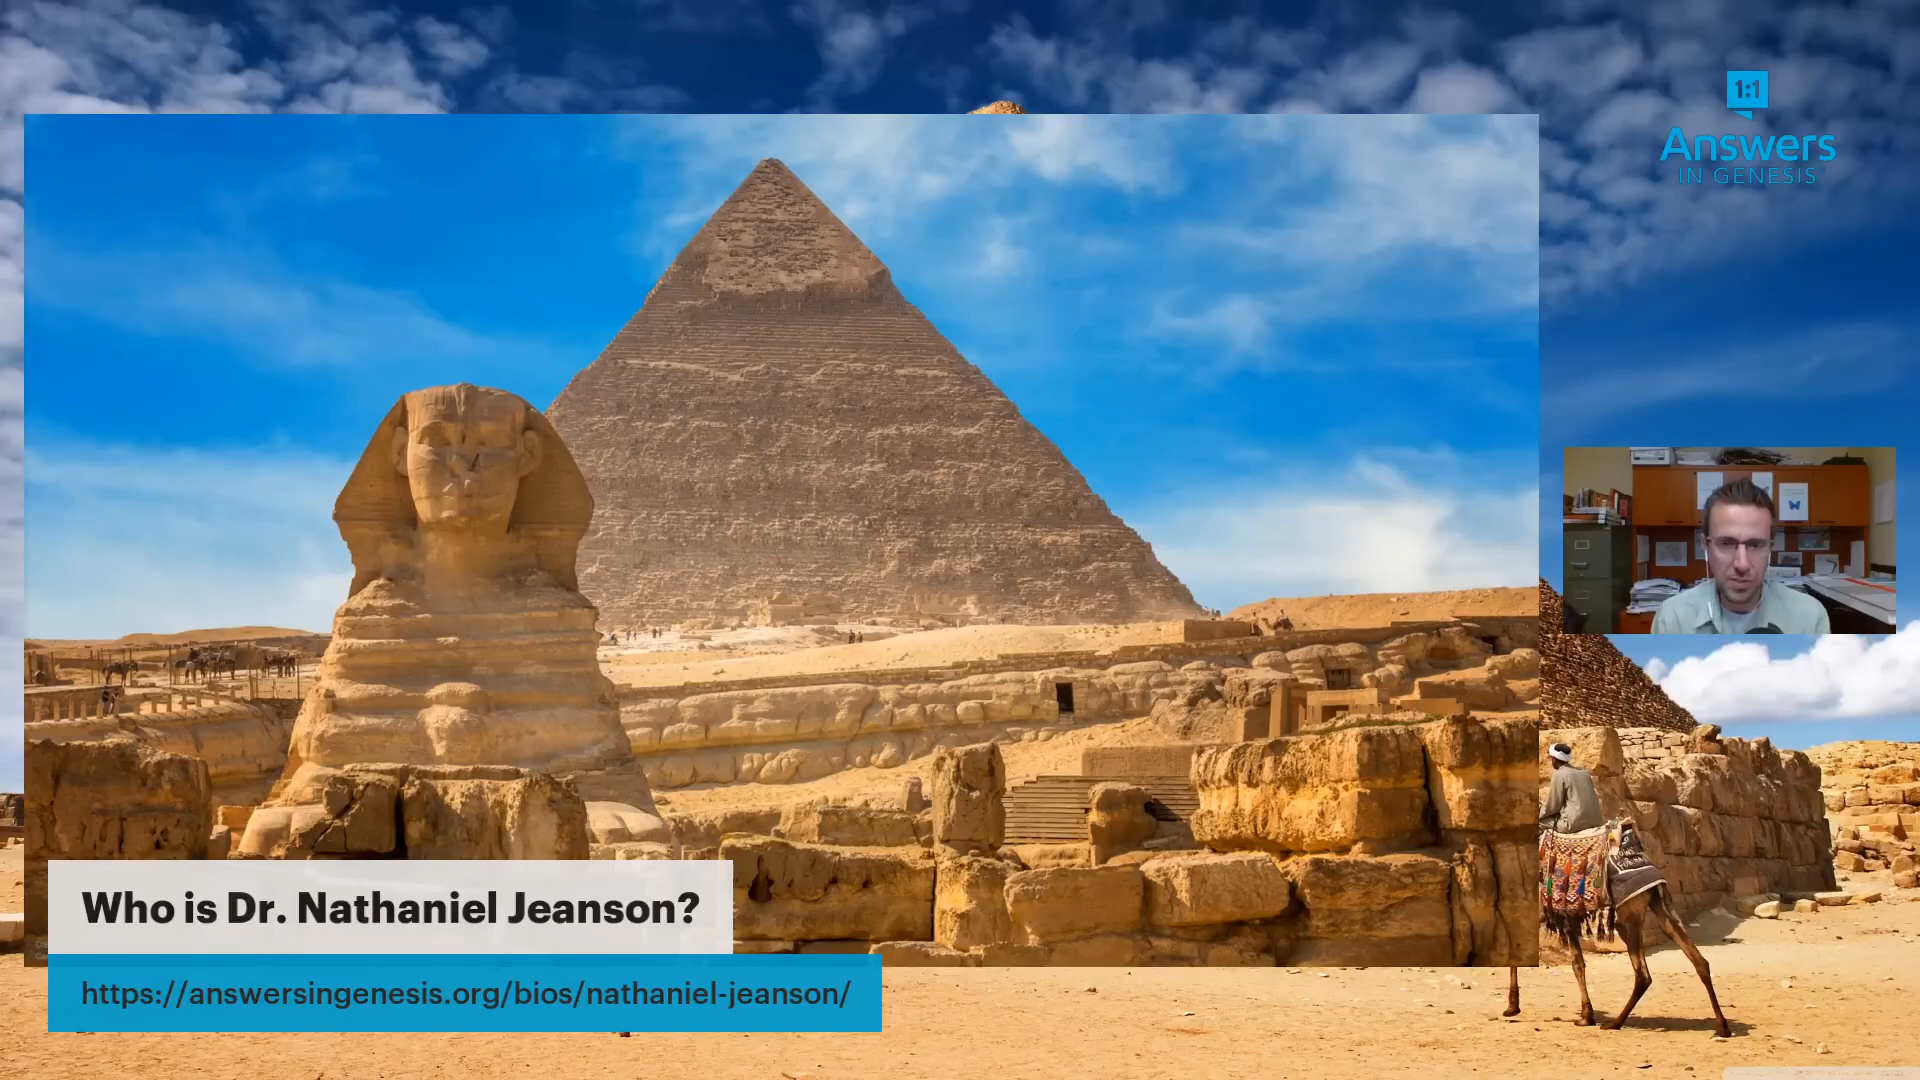 1:1
Answers
IN GENESIS
Who is Dr. Nathaniel Jeanson?
https://answersingenesis.org/bios/nathaniel-jeanson/